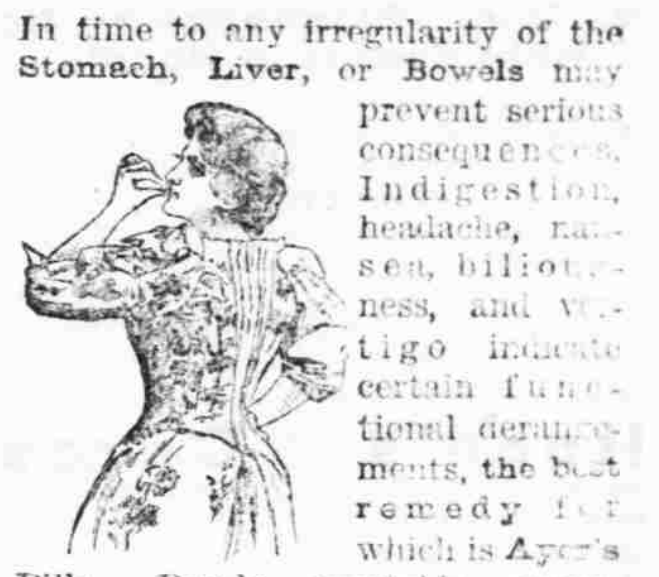 In time to any irregularity of the
Stomach, Liver, or Bowels may
prevent serious
consequences.
Indigestion,
headache, nau-
sea, bilious-
ness, and ver-
tigo indicate
certain func-
tional derange-
ments, the best
remedy for
which is Ayer's